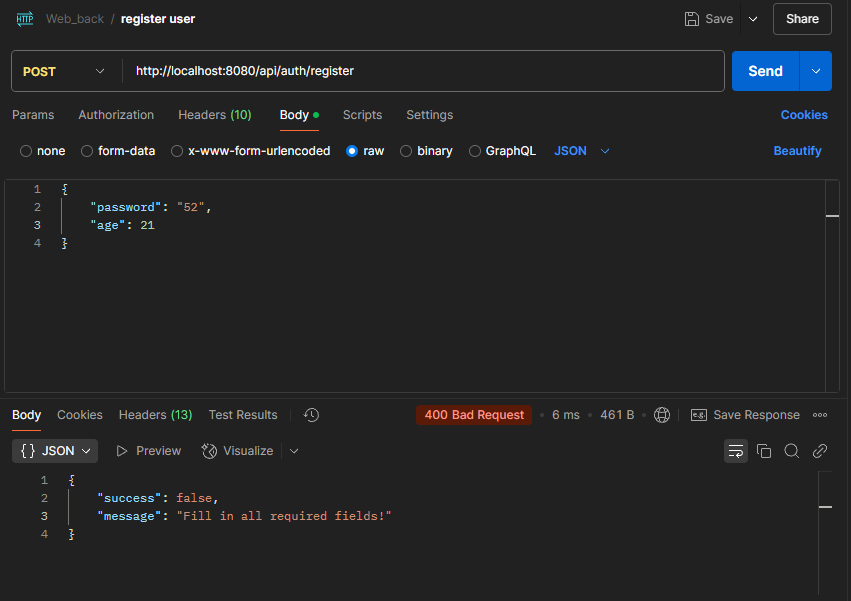 HTTP Web_back / register user Save Share
POST http://localhost:8080/api/auth/register Send
Params Authorization Headers (10) Body Scripts Settings Cookies
none form-data x-www-form-urlencoded raw binary GraphQL JSON Beautify
1 {
2 "password": "52",
3 "age": 21
4 }
Body Cookies Headers (13) Test Results 400 Bad Request • 6 ms • 461 B • e.g. Save Response
{} JSON Preview Visualize
1 {
2 "success": false,
3 "message": "Fill in all required fields!"
4 }